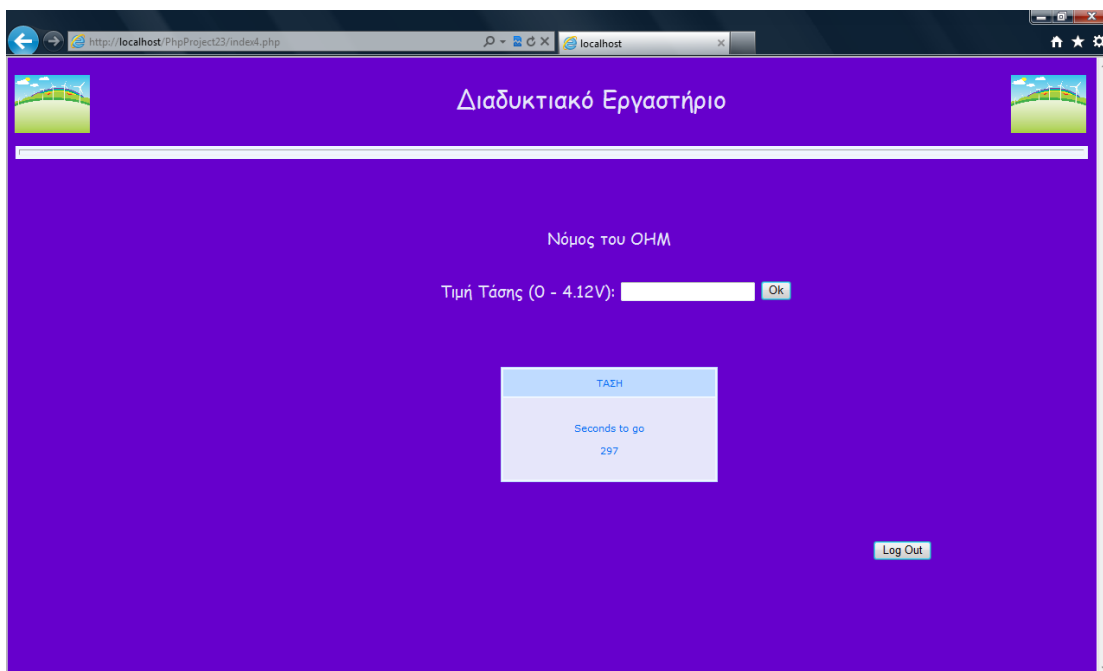 http://localhost/PhpProject23/index4.php
localhost
Διαδυκτιακό Εργαστήριο
Νόμος του ΟΗΜ
Τιμή Τάσης (0 - 4.12V):
Ok
ΤΑΣΗ
Seconds to go
297
Log Out